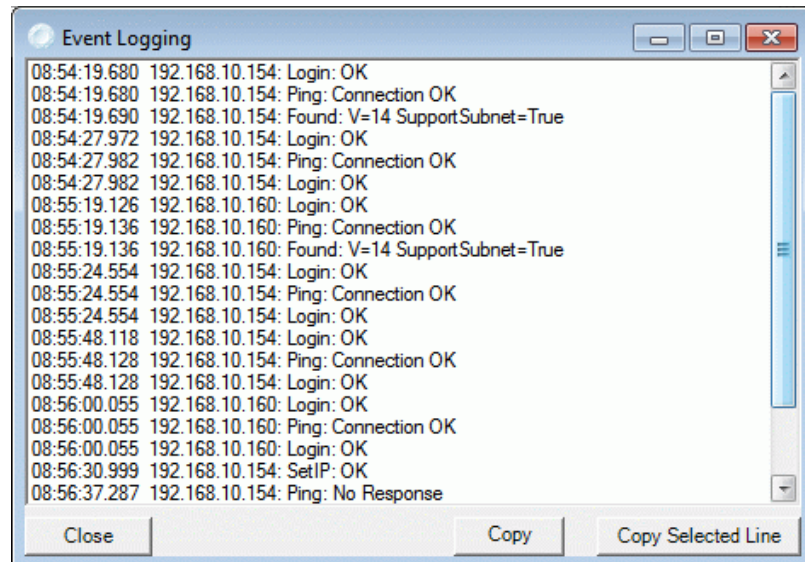 Event Logging
08:54:19.680 192.168.10.154: Login: OK
08:54:19.680 192.168.10.154: Ping: Connection OK
08:54:19.690 192.168.10.154: Found: V=14 SupportSubnet=True
08:54:27.972 192.168.10.154: Login: OK
08:54:27.982 192.168.10.154: Ping: Connection OK
08:54:27.982 192.168.10.154: Login: OK
08:55:19.126 192.168.10.160: Login: OK
08:55:19.136 192.168.10.160: Ping: Connection OK
08:55:19.136 192.168.10.160: Found: V=14 SupportSubnet=True
08:55:24.554 192.168.10.154: Login: OK
08:55:24.554 192.168.10.154: Ping: Connection OK
08:55:24.554 192.168.10.154: Login: OK
08:55:48.118 192.168.10.154: Login: OK
08:55:48.128 192.168.10.154: Ping: Connection OK
08:55:48.128 192.168.10.154: Login: OK
08:56:00.055 192.168.10.160: Login: OK
08:56:00.055 192.168.10.160: Ping: Connection OK
08:56:00.055 192.168.10.160: Login: OK
08:56:30.999 192.168.10.154: SetIP: OK
08:56:37.287 192.168.10.154: Ping: No Response
Close Copy Copy Selected Line